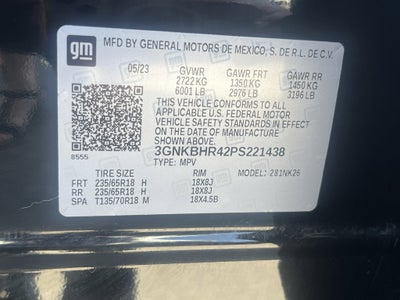 gm
MFD BY GENERAL MOTORS DE MEXICO, S. DE R.L. DE C.V.
05/23 GVWR GAWR FRT GAWR RR
2722 KG 1350 KG 1450 KG
6001 LB 2976 LB 3196 LB
THIS VEHICLE CONFORMS TO ALL
APPLICABLE U.S. FEDERAL MOTOR
VEHICLE SAFETY AND THEFT PREVENTION
STANDARDS IN EFFECT ON THE DATE OF
MANUFACTURE SHOWN ABOVE.
3GNKBHR42PS221438
8555 TYPE: MPV
TIRE SIZE RIM MODEL: 281NK26
FRT 235/65R18 H 18X8J
RR 235/65R18 H 18X8J
SPA T135/70R18 M 18X4.5B